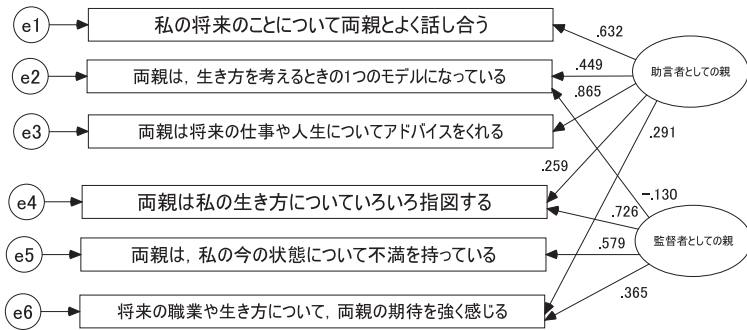 e1
私の将来のことについて両親とよく話し合う
.632
e2
両親は，生き方を考えるときの1つのモデルになっている
.449
助言者としての親
.865
e3
両親は将来の仕事や人生についてアドバイスをくれる
.291
.259
e4
両親は私の生き方についていろいろ指図する
-.130
.726
e5
両親は，私の今の状態について不満を持っている
.579
監督者としての親
.365
e6
将来の職業や生き方について，両親の期待を強く感じる